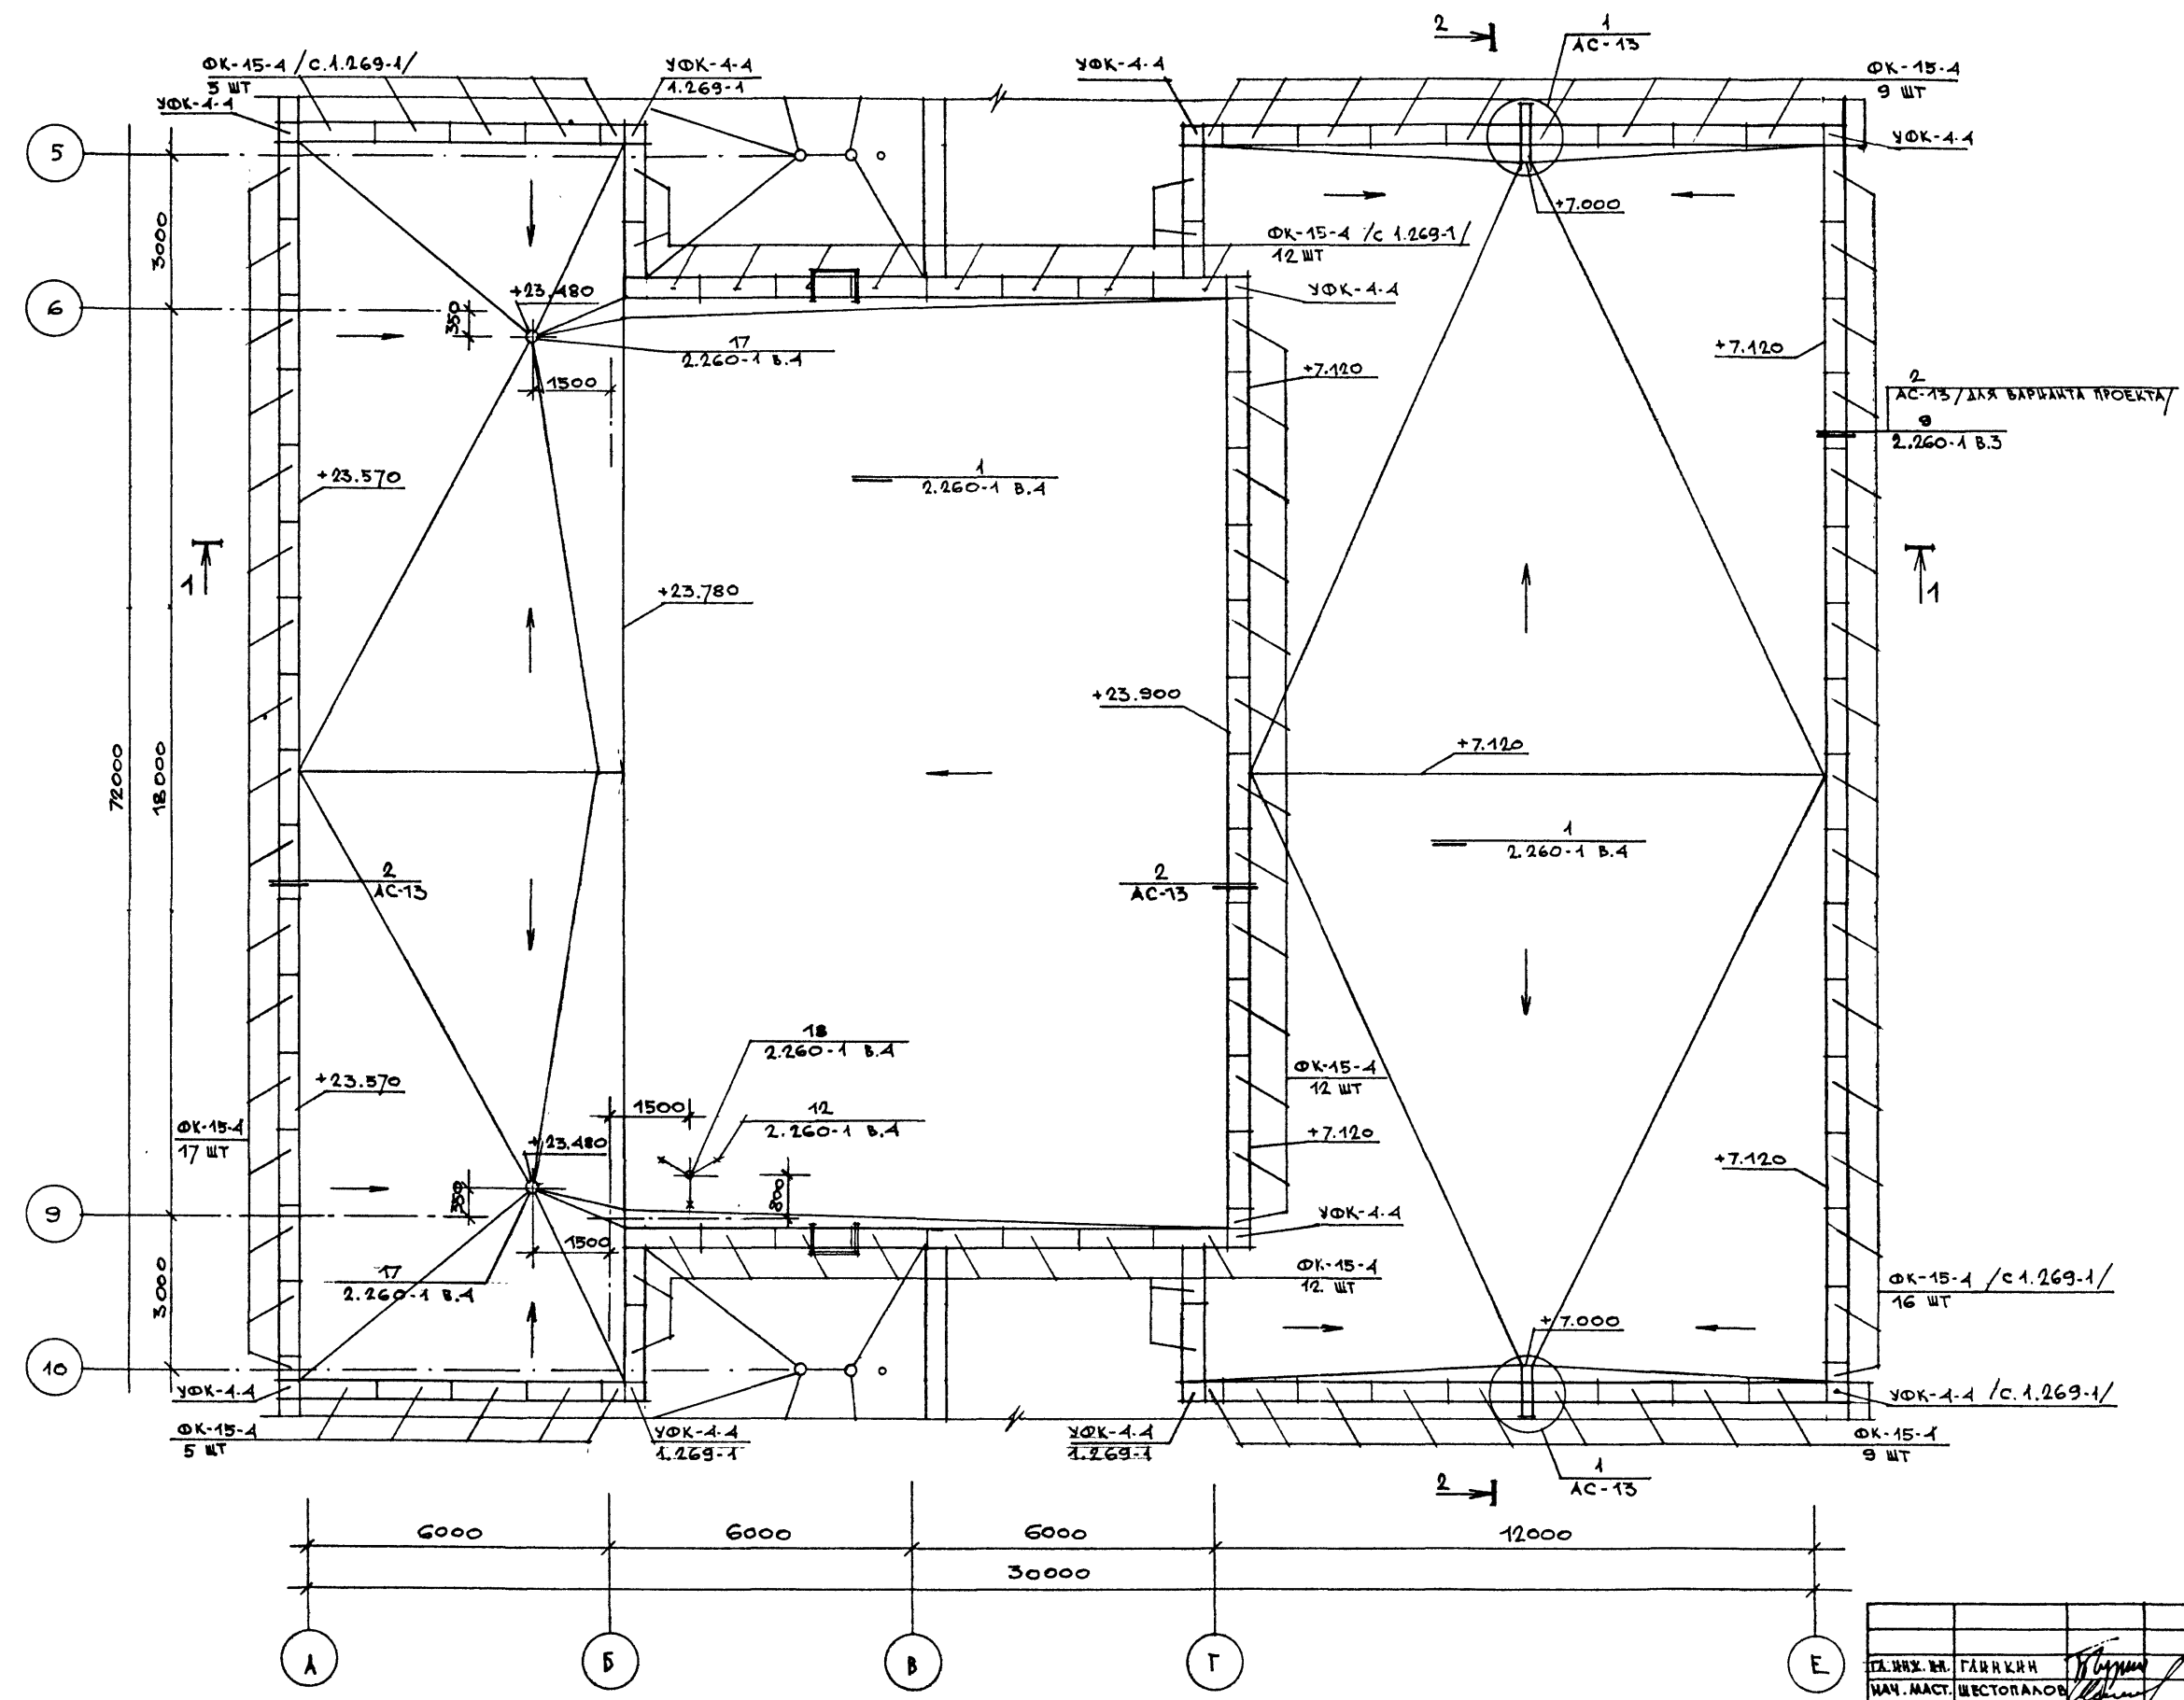 2
1
АС-13
ФК-15-4 /С.1.269-1/
5 ШТ
УФК-4-4
1.269-1
УФК-4-4
ФК-15-4
9 ШТ
УФК-4-4
УФК-4-4
5
+7.000
3000
ФК-15-4 /С 1.269-1/
12 ШТ
6
+23.480
УФК-4-4
350
17
2.260-1 В.4
+7.120
+7.120
1500
2
АС-13 /ДЛЯ ВАРИАНТА ПРОЕКТА/
9
2.260-1 В.3
+23.570
1
2.260-1 В.4
1
1
+23.780
+23.900
+7.120
72000
18000
1
2.260-1 В.4
2
АС-13
2
АС-13
18
2.260-1 В.4
+23.570
ФК-15-4
12 ШТ
1500
12
2.260-1 В.4
ФК-15-4
17 ШТ
+23.480
+7.120
+7.120
350
800
9
УФК-4-4
1500
17
2.260-1 В.4
ФК-15-4
12 ШТ
ФК-15-4 /С 1.269-1/
16 ШТ
3000
+7.000
10
УФК-4-4
УФК-4-4 /С.1.269-1/
ФК-15-4
5 ШТ
УФК-4-4
1.269-1
УФК-4-4
1.269-1
ФК-15-4
9 ШТ
2
1
АС-13
6000
6000
6000
12000
30000
А
Б
В
Г
Е
ГЛ. ИНЖ. ИН. ГЛИНКИН
НАЧ. МАСТ. ШЕСТОПАЛОВ